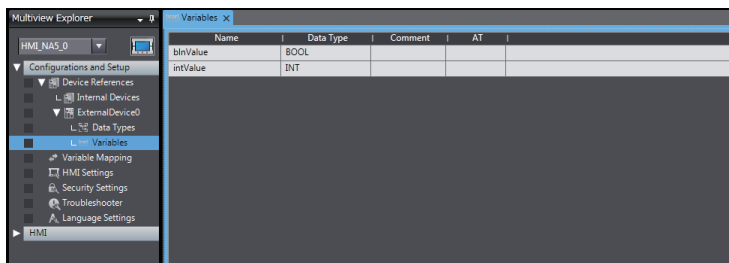 Multiview Explorer
Variables
HMI_NA5_0
Configurations and Setup
Device References
Internal Devices
ExternalDevice0
Data Types
Variables
Variable Mapping
HMI Settings
Security Settings
Troubleshooter
Language Settings
HMI
Name Data Type Comment AT
blnValue BOOL
intValue INT